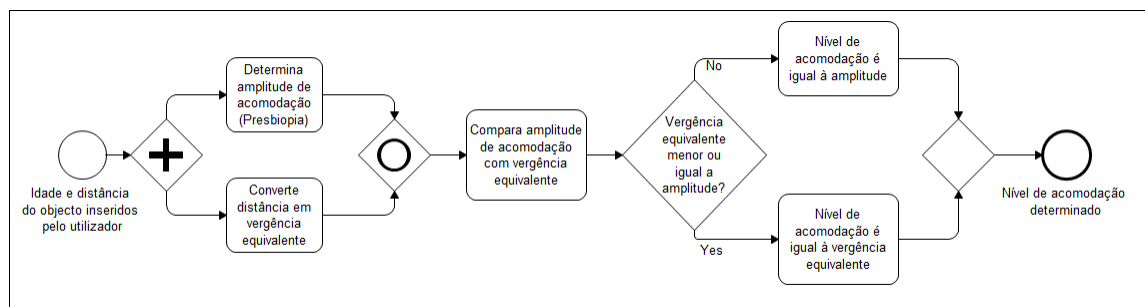 Idade e distância
do objecto inseridos
pelo utilizador
Determina
amplitude de
acomodação
(Presbiopia)
Converte
distância em
vergência
equivalente
Compara amplitude
de acomodação
com vergência
equivalente
Vergência
equivalente
menor ou
igual a
amplitude?
No
Yes
Nível de
acomodação é
igual à amplitude
Nível de
acomodação é
igual à vergência
equivalente
Nível de acomodação
determinado